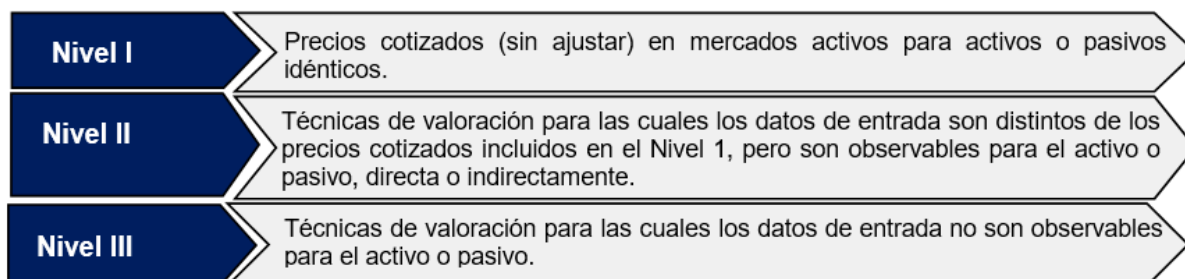 Nivel I
Precios cotizados (sin ajustar) en mercados activos para activos o pasivos
idénticos.
Nivel II
Técnicas de valoración para las cuales los datos de entrada son distintos de los
precios cotizados incluidos en el Nivel 1, pero son observables para el activo o
pasivo, directa o indirectamente.
Nivel III
Técnicas de valoración para las cuales los datos de entrada no son observables
para el activo o pasivo.